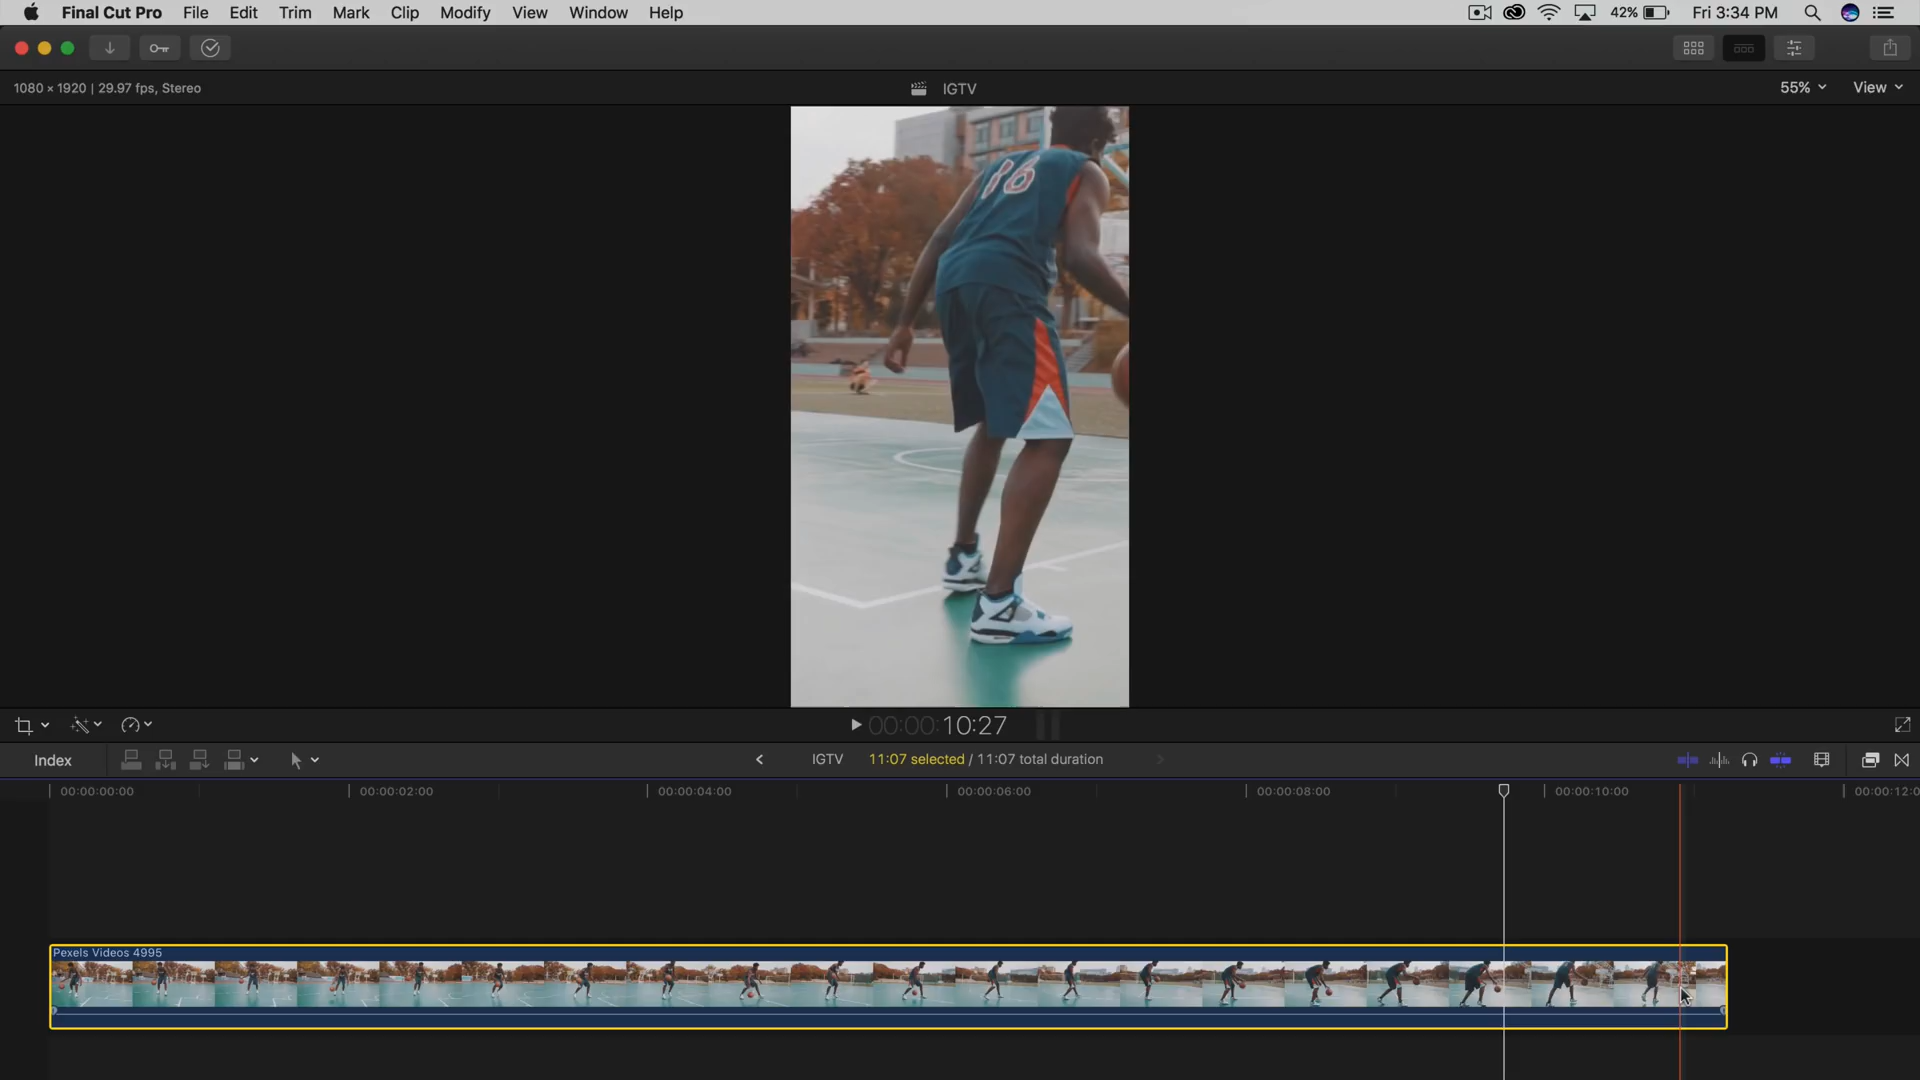 Final Cut Pro File Edit Trim Mark Clip Modify View Window Help 42% Fri 3:34 PM
1080 × 1920 | 29.97 fps, Stereo IGTV 55% View
16
00:00:10:27
Index IGTV 11:07 selected / 11:07 total duration
00:00:00:00 00:00:02:00 00:00:04:00 00:00:06:00 00:00:08:00 00:00:10:00 00:00:12:0
Pexels Videos 4995